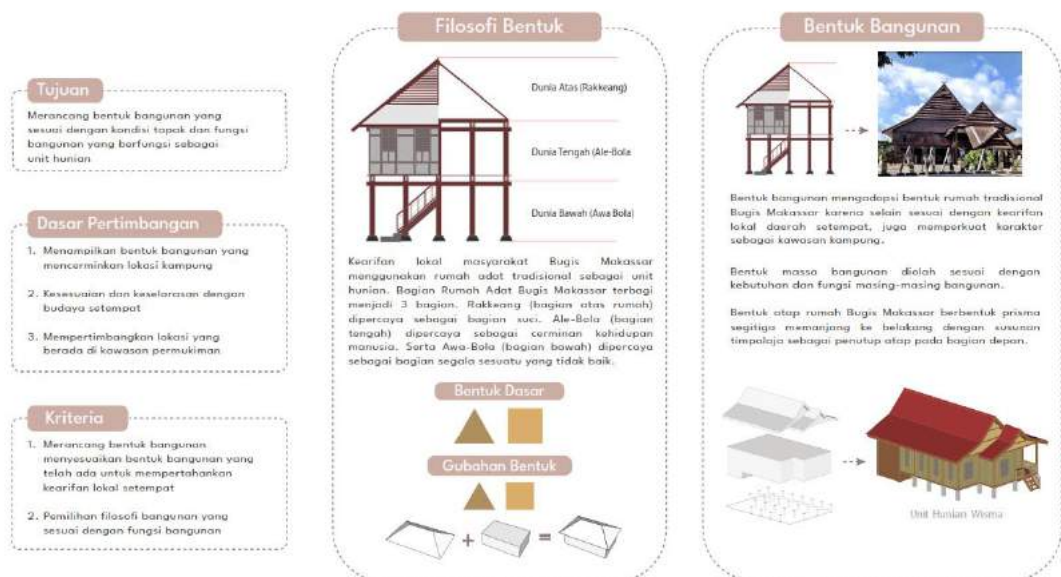 Tujuan
Merancang bentuk bangunan yang
sesuai dengan kondisi tapak dan fungsi
bangunan yang berfungsi sebagai
unit hunian
Dasar Pertimbangan
1. Menampilkan bentuk bangunan yang
mencerminkan lokasi kampung
2. Kesesuaian dan keselarasan dengan
budaya setempat
3. Mempertimbangkan lokasi yang
berada di kawasan permukiman
Kriteria
1. Merancang bentuk bangunan
menyesuaikan bentuk bangunan yang
telah ada untuk mempertahankan
kearifan lokal setempat
2. Pemilihan filosofi bangunan yang
sesuai dengan fungsi bangunan
Filosofi Bentuk
Dunia Atas (Rakkeang)
Dunia Tengah (Ale-Bola
Dunia Bawah (Awa Bola)
Kearifan lokal masyarakat Bugis Makassar
menggunakan rumah adat tradisional sebagai unit
hunian. Bagian Rumah Adat Bugis Makassar terbagi
menjadi 3 bagian. Rakkeang (bagian atas rumah)
dipercaya sebagai bagian suci. Ale-Bola (bagian
tengah) dipercaya sebagai cerminan kehidupan
manusia. Serta Awa-Bola (bagian bawah) dipercaya
sebagai bagian segala sesuatu yang tidak baik.
Bentuk Dasar
Gubahan Bentuk
+ =
Bentuk Bangunan
Bentuk bangunan mengadopsi bentuk rumah tradisional
Bugis Makassar karena selain sesuai dengan kearifan
lokal daerah setempat, juga memperkuat karakter
sebagai kawasan kampung.
Bentuk massa bangunan diolah sesuai dengan
kebutuhan dan fungsi masing-masing bangunan.
Bentuk atap rumah Bugis Makassar berbentuk prisma
segitiga memanjang ke belakang dengan susunan
timpalaja sebagai penutup atap pada bagian depan.
Unit Hunian Wisma